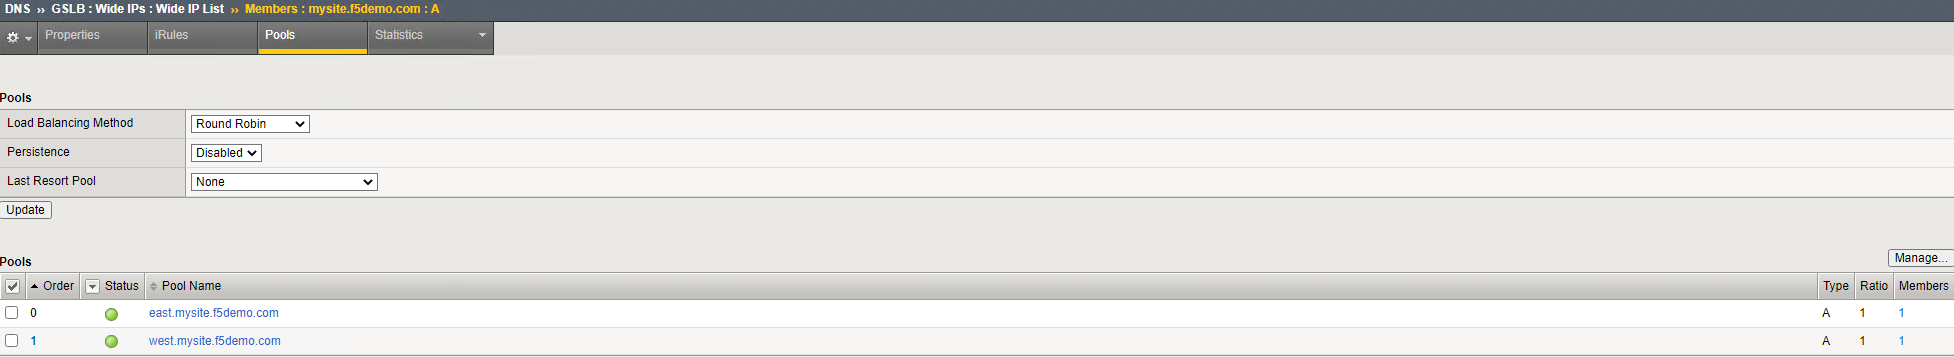 DNS ›› GSLB : Wide IPs : Wide IP List ›› Members : mysite.f5demo.com : A
Properties iRules Pools Statistics
Pools
Load Balancing Method Round Robin
Persistence Disabled
Last Resort Pool None
Update
Pools Manage...
Order Status Pool Name Type Ratio Members
0 east.mysite.f5demo.com A 1 1
1 west.mysite.f5demo.com A 1 1